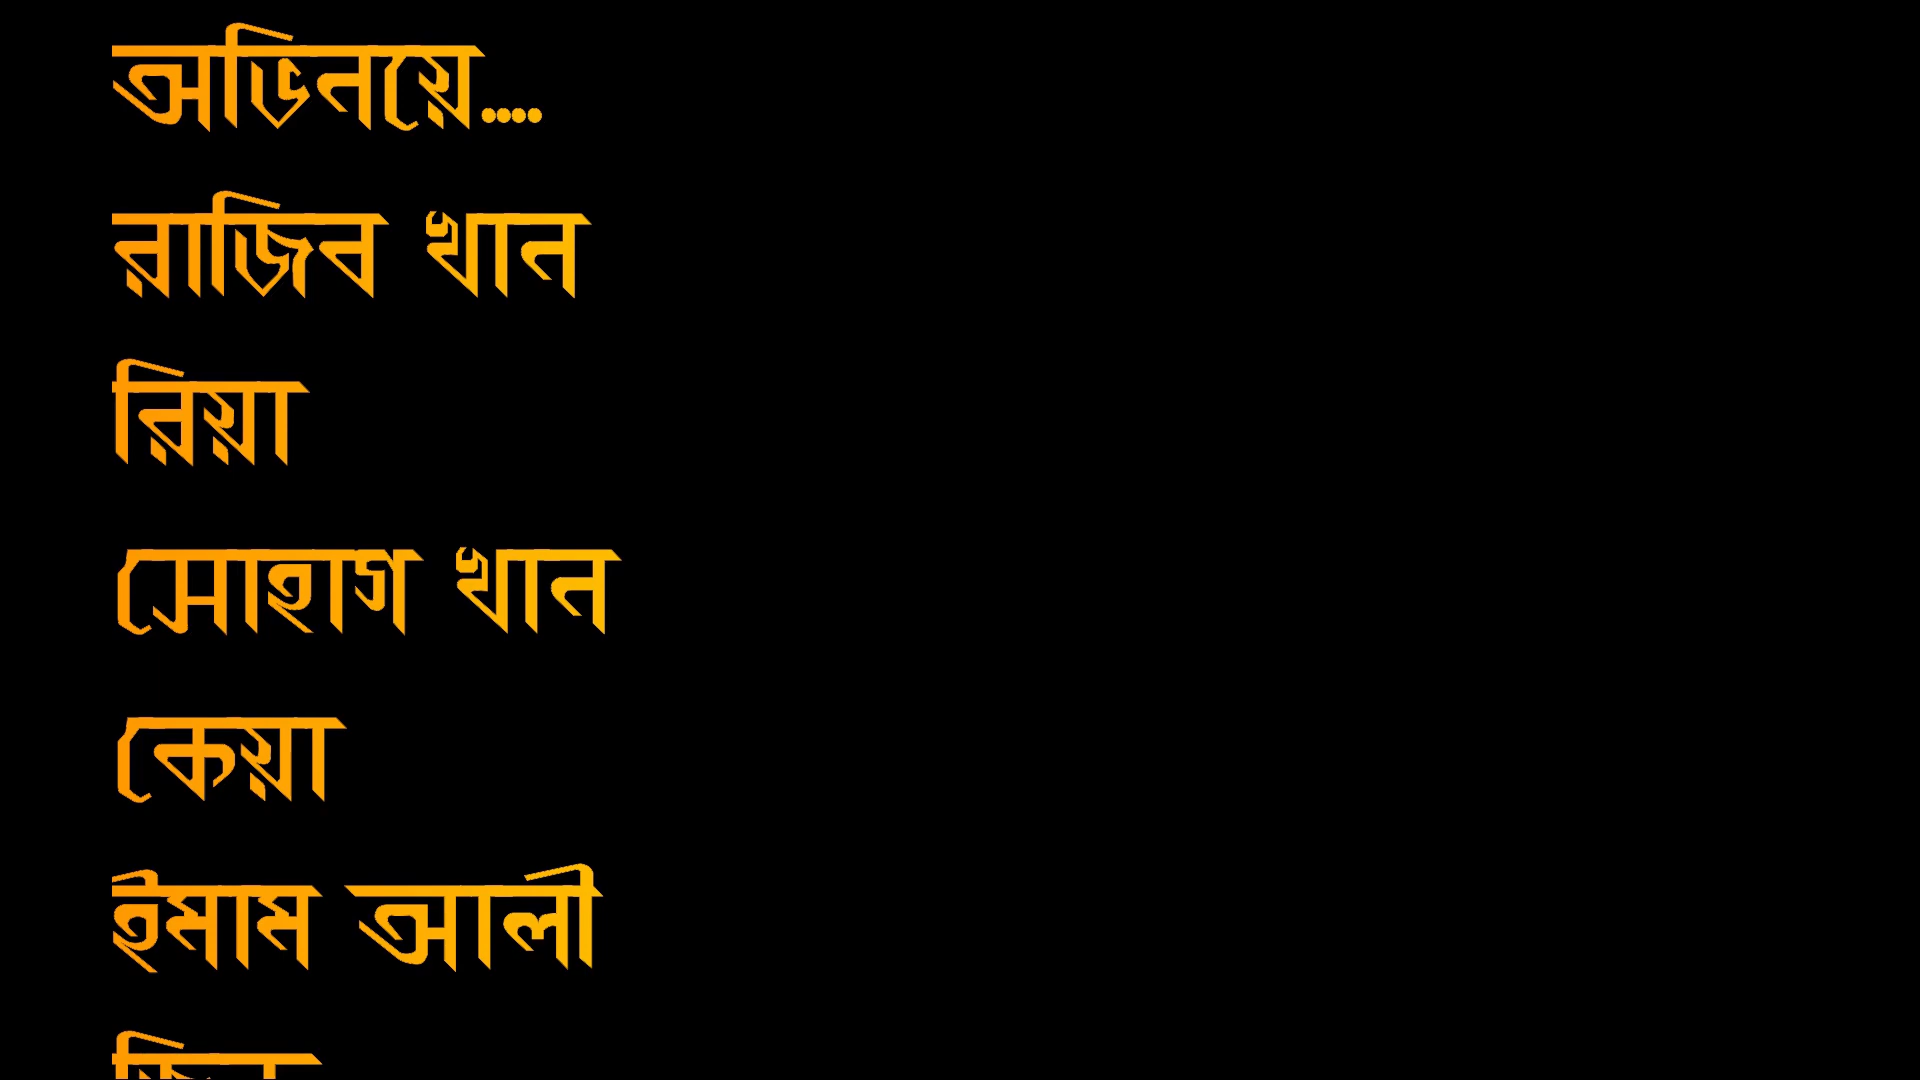 অভিনয়ে....
রাজিব খান
রিয়া
সোহাগ খান
কেয়া
ইমাম আলী